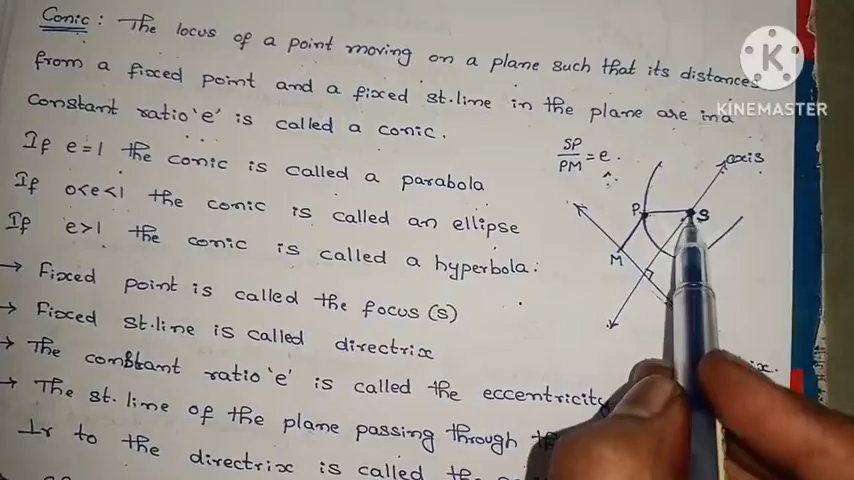 Conic: The locus of a point moving on a plane such that its distances
from a fixed point and a fixed st.line in the plane are in a
constant ratio 'e' is called a conic.
If e=1 the conic is called a parabola
If 0<e<1 the conic is called an ellipse
If e>1 the conic is called a hyperbola.
→ Fixed point is called the focus (s)
→ Fixed st.line is called directrix
→ The constant ratio 'e' is called the eccentricity
→ The st.line of the plane passing through
⊥r to the directrix is called the
SP/PM = e.
axis
P
S
M
K
KINEMASTER